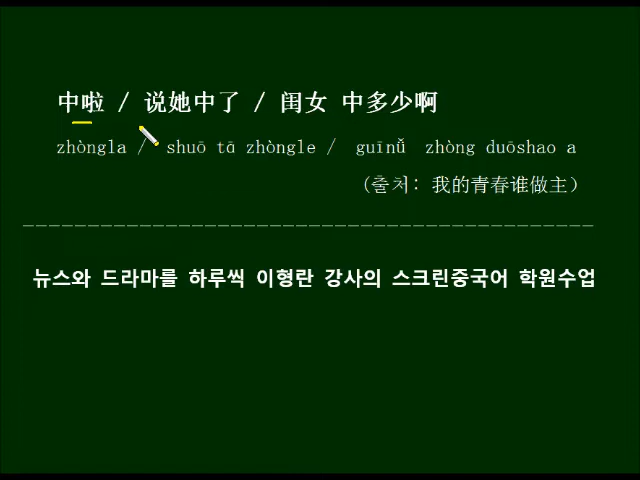 中啦 / 说她中了 / 闺女 中多少啊
zhòngla / shuō tā zhòngle / guīnǚ zhòng duōshao a
(출처: 我的青春谁做主)
뉴스와 드라마를 하루씩 이형란 강사의 스크린중국어 학원수업